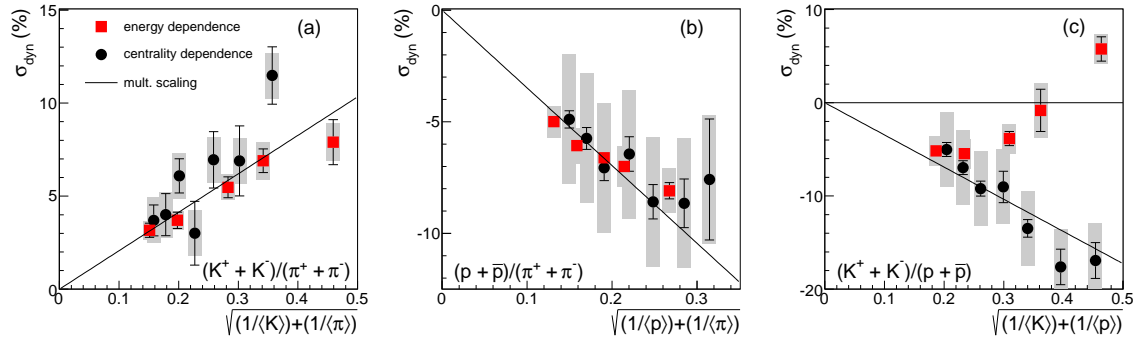 σdyn (%)
(a)
energy dependence
centrality dependence
mult. scaling
15
10
5
0
(K⁺ + K⁻)/(π⁺ + π⁻)
0 0.1 0.2 0.3 0.4 0.5
√(1/⟨K⟩)+(1/⟨π⟩)
σdyn (%)
(b)
0
-5
-10
(p + p̅)/(π⁺ + π⁻)
0 0.1 0.2 0.3
√(1/⟨p⟩)+(1/⟨π⟩)
σdyn (%)
(c)
10
0
-10
-20
(K⁺ + K⁻)/(p + p̅)
0 0.1 0.2 0.3 0.4 0.5
√(1/⟨K⟩)+(1/⟨p⟩)